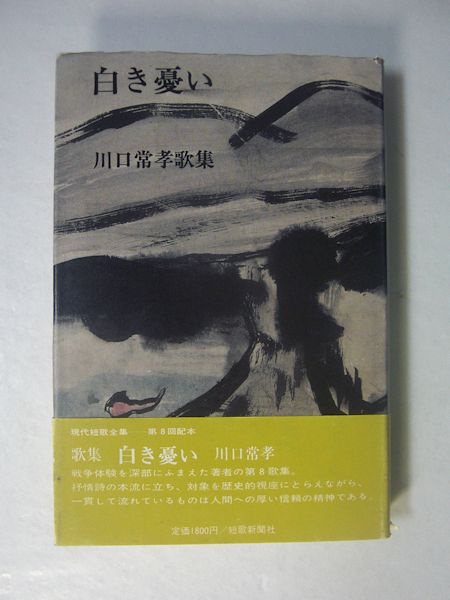 白き憂い
川口常孝歌集
現代短歌全集──第8回配本
歌集 白き憂い 川口常孝
戦争体験を深部にふまえた著者の第8歌集。
抒情詩の本流に立ち、対象を歴史的視座にとらえながら、
一貫して流れているものは人間への厚い信頼の精神である。
定価1800円/短歌新聞社